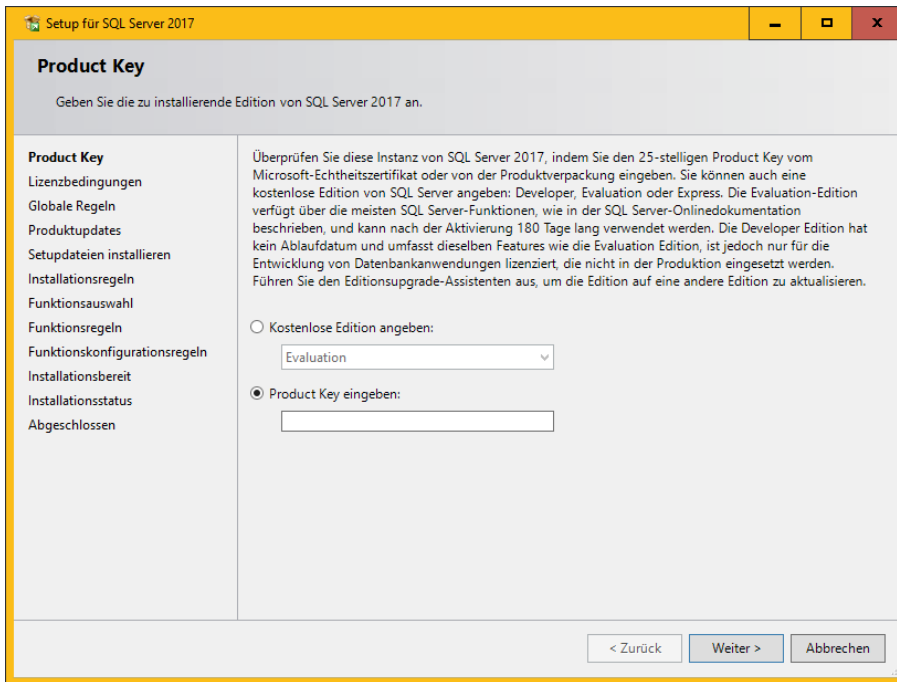 Setup für SQL Server 2017
Product Key
Geben Sie die zu installierende Edition von SQL Server 2017 an.
Product Key
Lizenzbedingungen
Globale Regeln
Produktupdates
Setupdateien installieren
Installationsregeln
Funktionsauswahl
Funktionsregeln
Funktionskonfigurationsregeln
Installationsbereit
Installationsstatus
Abgeschlossen
Überprüfen Sie diese Instanz von SQL Server 2017, indem Sie den 25-stelligen Product Key vom
Microsoft-Echtheitszertifikat oder von der Produktverpackung eingeben. Sie können auch eine
kostenlose Edition von SQL Server angeben: Developer, Evaluation oder Express. Die Evaluation-Edition
verfügt über die meisten SQL Server-Funktionen, wie in der SQL Server-Onlinedokumentation
beschrieben, und kann nach der Aktivierung 180 Tage lang verwendet werden. Die Developer Edition hat
kein Ablaufdatum und umfasst dieselben Features wie die Evaluation Edition, ist jedoch nur für die
Entwicklung von Datenbankanwendungen lizenziert, die nicht in der Produktion eingesetzt werden.
Führen Sie den Editionsupgrade-Assistenten aus, um die Edition auf eine andere Edition zu aktualisieren.
Kostenlose Edition angeben:
Evaluation
Product Key eingeben:
< Zurück
Weiter >
Abbrechen